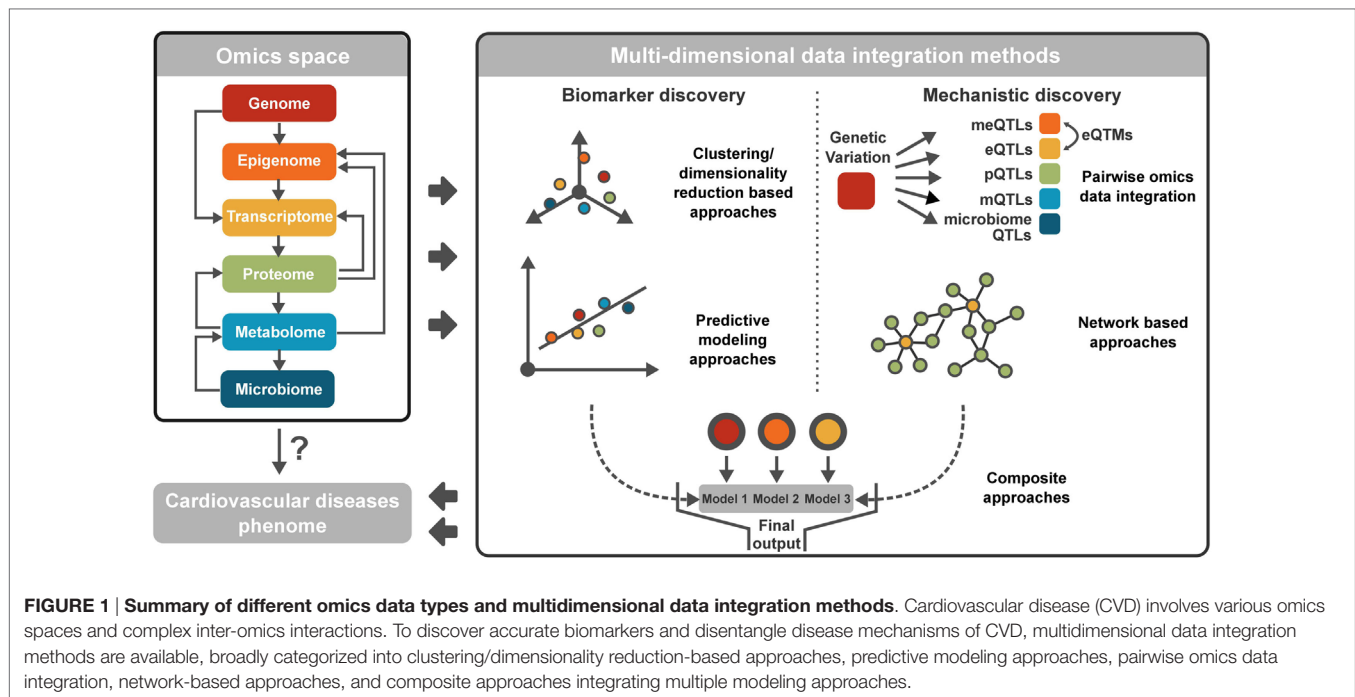 Omics space
Genome
Epigenome
Transcriptome
Proteome
Metabolome
Microbiome
?
Cardiovascular diseases
phenome
Multi-dimensional data integration methods
Biomarker discovery
Clustering/
dimensionality
reduction based
approaches
Predictive
modeling
approaches
Mechanistic discovery
Genetic
Variation
meQTLs
eQTLs
pQTLs
mQTLs
microbiome
QTLs
eQTMs
Pairwise omics
data integration
Network based
approaches
Model 1 Model 2 Model 3
Final
output
Composite
approaches
FIGURE 1 | Summary of different omics data types and multidimensional data integration methods. Cardiovascular disease (CVD) involves various omics
spaces and complex inter-omics interactions. To discover accurate biomarkers and disentangle disease mechanisms of CVD, multidimensional data integration
methods are available, broadly categorized into clustering/dimensionality reduction-based approaches, predictive modeling approaches, pairwise omics data
integration, network-based approaches, and composite approaches integrating multiple modeling approaches.